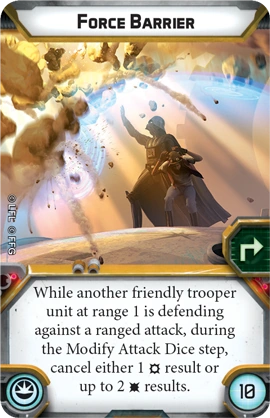 FORCE BARRIER
© LFL © FFG
While another friendly trooper
unit at range 1 is defending
against a ranged attack, during
the Modify Attack Dice step,
cancel either 1 result or
up to 2 results.
10